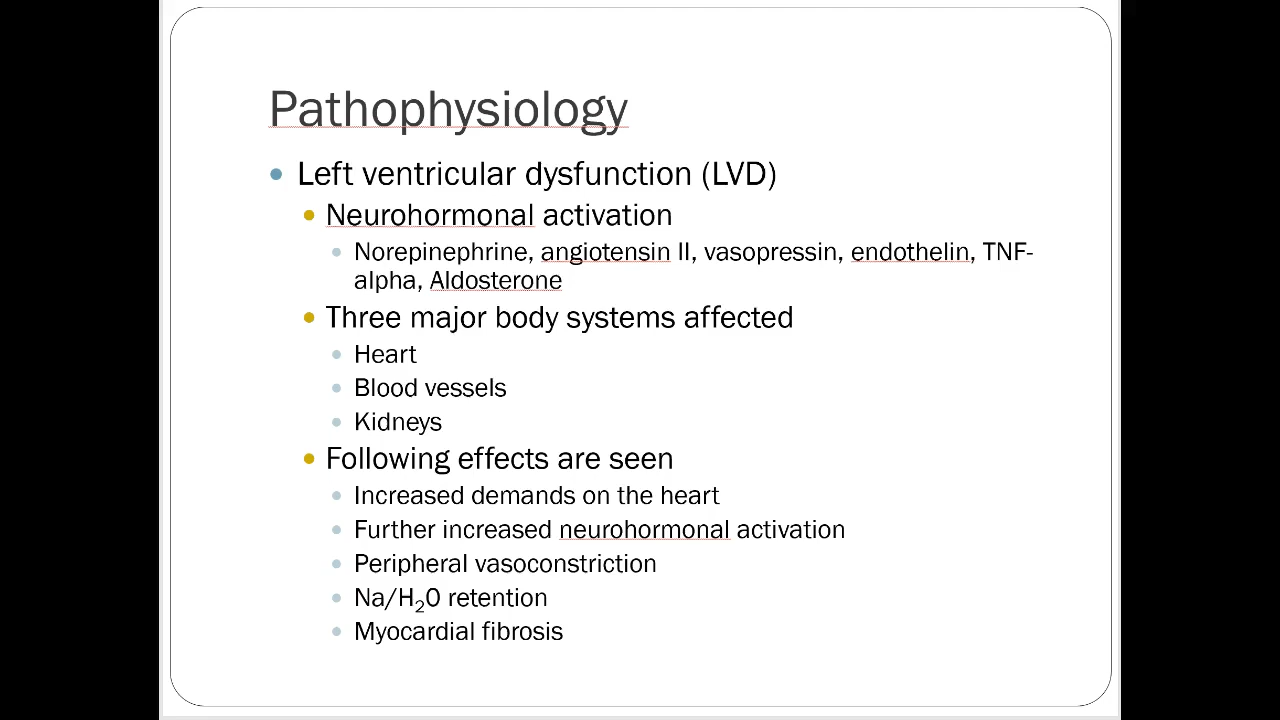 Pathophysiology
Left ventricular dysfunction (LVD)
Neurohormonal activation
Norepinephrine, angiotensin II, vasopressin, endothelin, TNF-
alpha, Aldosterone
Three major body systems affected
Heart
Blood vessels
Kidneys
Following effects are seen
Increased demands on the heart
Further increased neurohormonal activation
Peripheral vasoconstriction
Na/H₂0 retention
Myocardial fibrosis